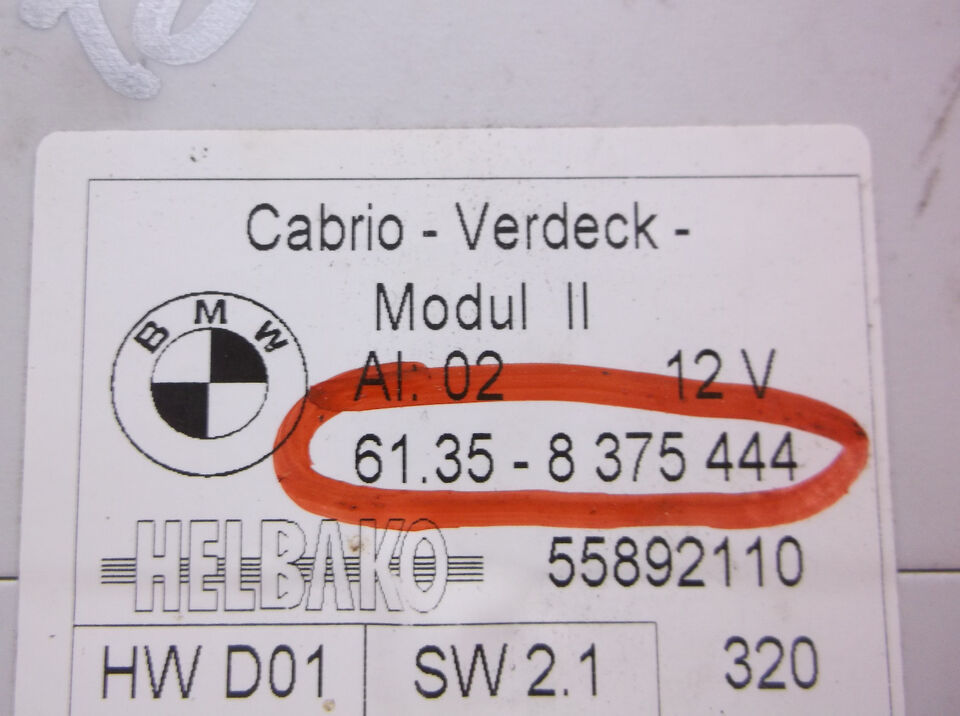 Cabrio - Verdeck -
Modul II
BMW
AI. 02 12 V
61.35 - 8 375 444
HELBAKO 55892110
HW D01 SW 2.1 320